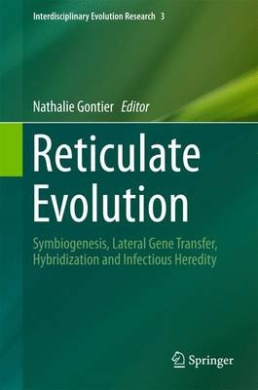 Interdisciplinary Evolution Research 3
Nathalie Gontier Editor
Reticulate
Evolution
Symbiogenesis, Lateral Gene Transfer,
Hybridization and Infectious Heredity
Springer